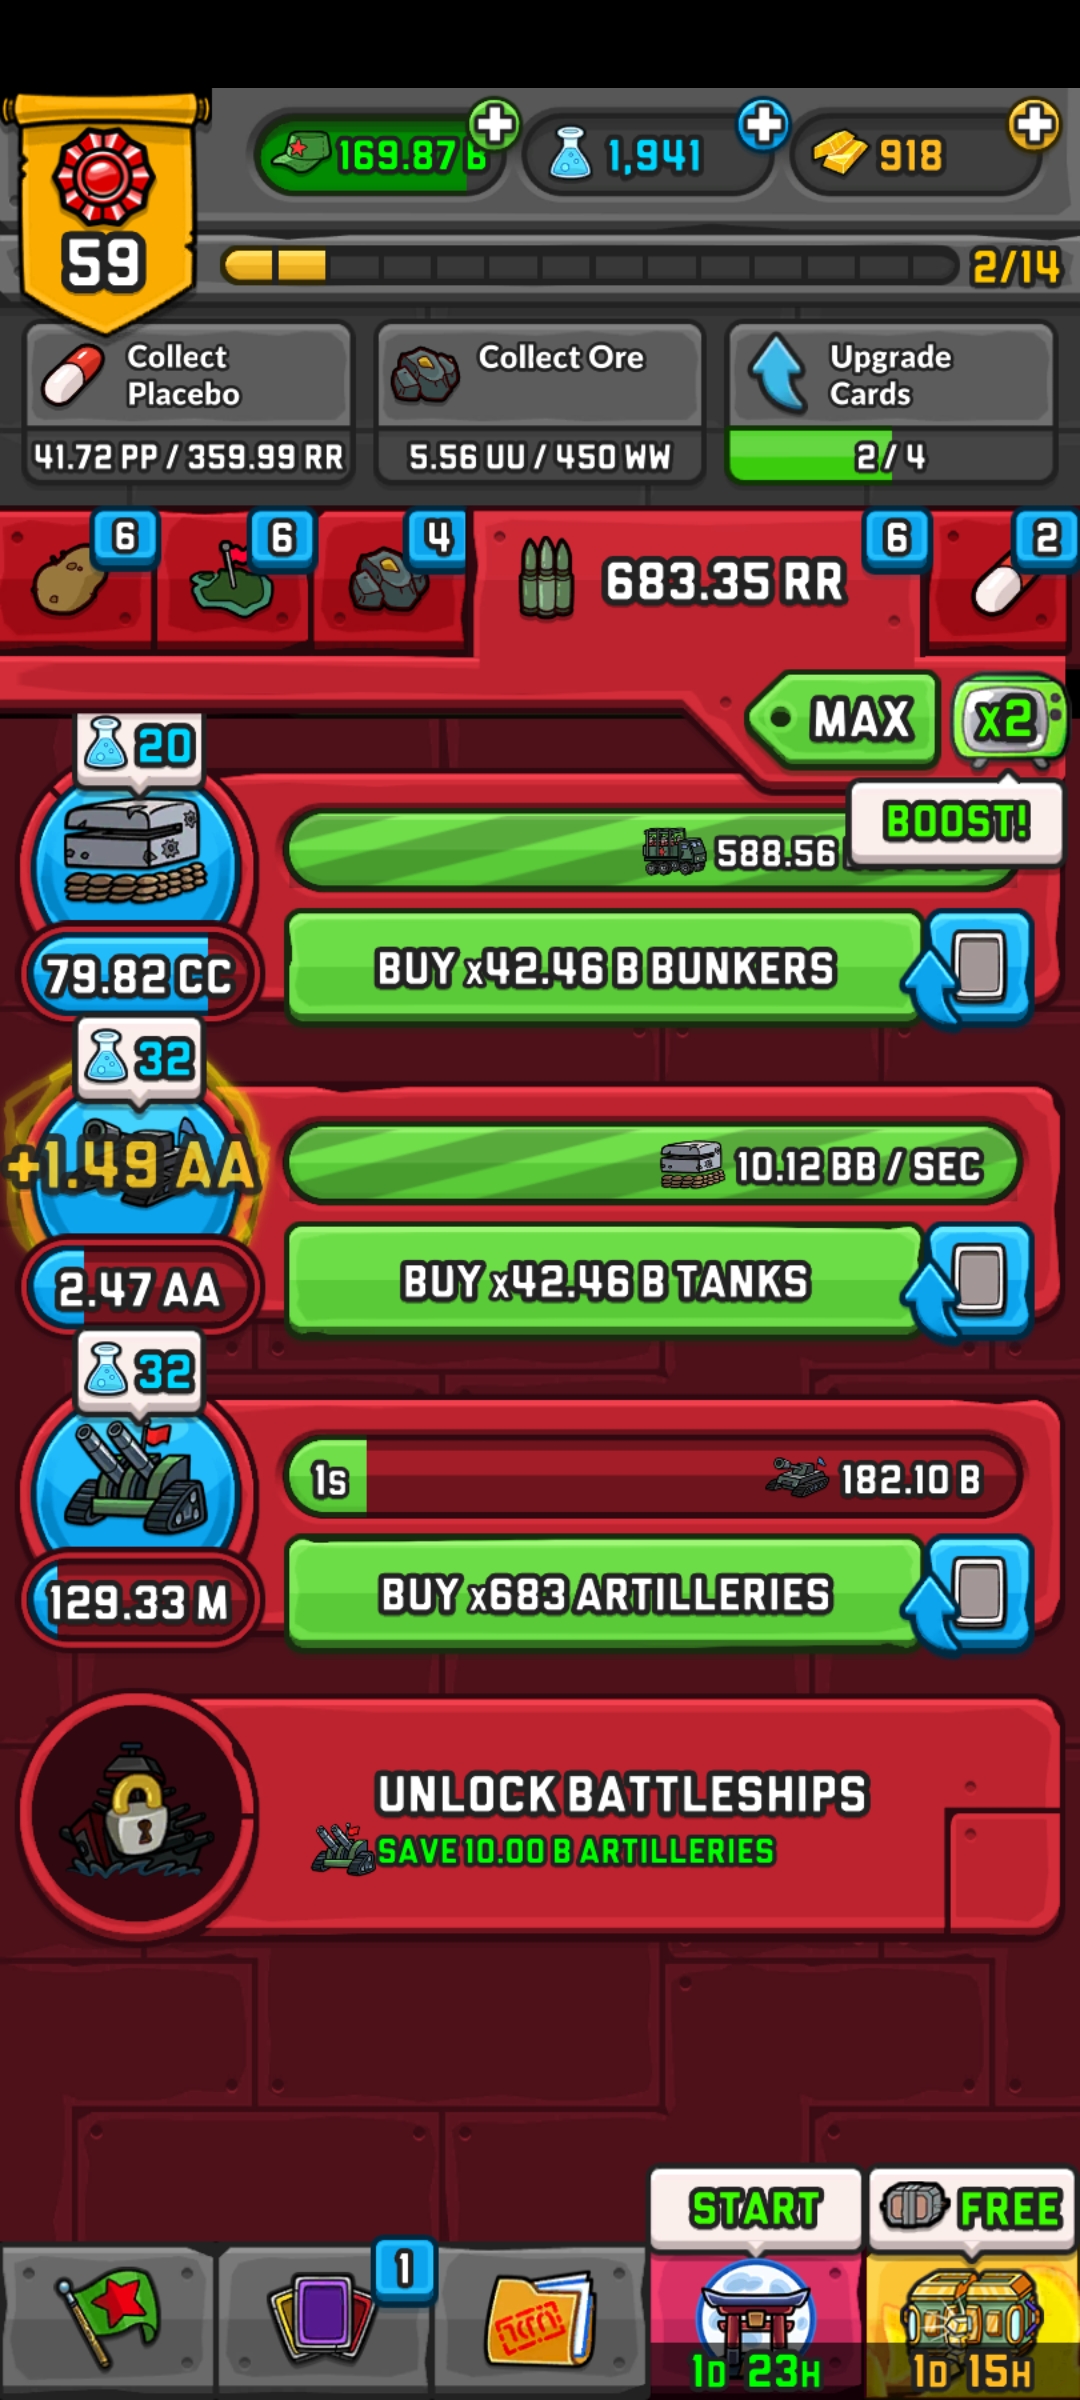 169.87 B
1,941
918
59
2/14
Collect
Placebo
41.72 PP / 359.99 RR
Collect Ore
5.56 UU / 450 WW
Upgrade
Cards
2 / 4
6
6
4
683.35 RR
6
2
MAX
x2
BOOST!
20
588.56
79.82 CC
BUY x42.46 B BUNKERS
32
+1.49 AA
10.12 BB / SEC
2.47 AA
BUY x42.46 B TANKS
32
1s
182.10 B
129.33 M
BUY x683 ARTILLERIES
UNLOCK BATTLESHIPS
SAVE 10.00 B ARTILLERIES
START
FREE
1
1D 23H
1D 15H